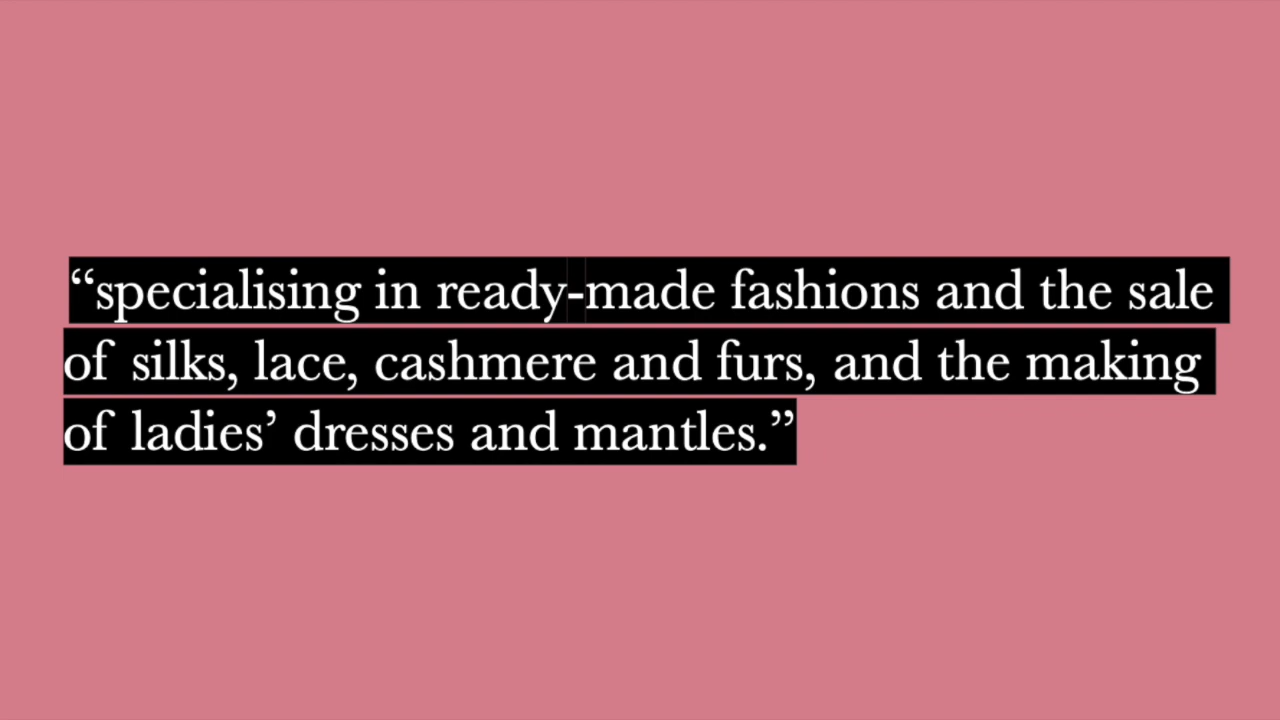 “specialising in ready-made fashions and the sale
of silks, lace, cashmere and furs, and the making
of ladies’ dresses and mantles.”